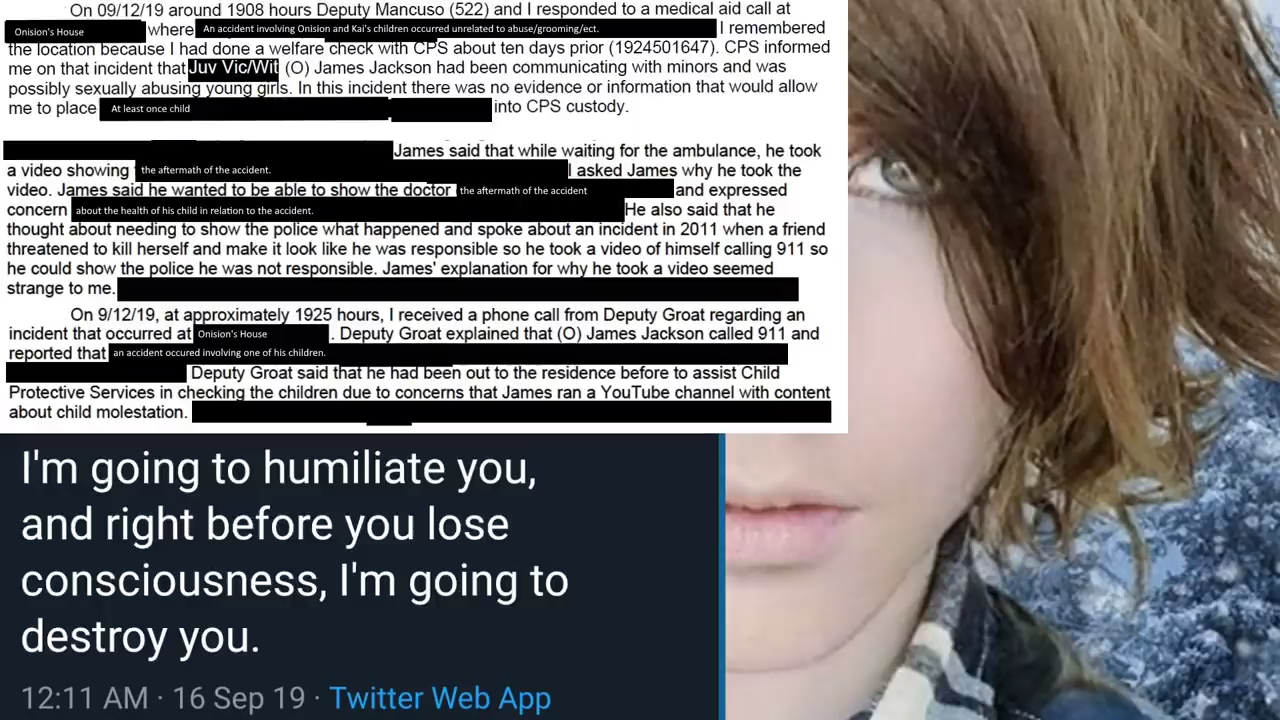 On 09/12/19 around 1908 hours Deputy Mancuso (522) and I responded to a medical aid call at
Onision's House where An accident involving Onision and Kai's children occurred unrelated to abuse/grooming/ect. I remembered
the location because I had done a welfare check with CPS about ten days prior (1924501647). CPS informed
me on that incident that Juv Vic/Wit (O) James Jackson had been communicating with minors and was
possibly sexually abusing young girls. In this incident there was no evidence or information that would allow
me to place At least once child into CPS custody.
James said that while waiting for the ambulance, he took
a video showing the aftermath of the accident. I asked James why he took the
video. James said he wanted to be able to show the doctor the aftermath of the accident and expressed
concern about the health of his child in relation to the accident. He also said that he
thought about needing to show the police what happened and spoke about an incident in 2011 when a friend
threatened to kill herself and make it look like he was responsible so he took a video of himself calling 911 so
he could show the police he was not responsible. James' explanation for why he took a video seemed
strange to me.
On 9/12/19, at approximately 1925 hours, I received a phone call from Deputy Groat regarding an
incident that occurred at Onision's House . Deputy Groat explained that (O) James Jackson called 911 and
reported that an accident occured involving one of his children.
Deputy Groat said that he had been out to the residence before to assist Child
Protective Services in checking the children due to concerns that James ran a YouTube channel with content
about child molestation.
I'm going to humiliate you,
and right before you lose
consciousness, I'm going to
destroy you.
12:11 AM · 16 Sep 19 · Twitter Web App